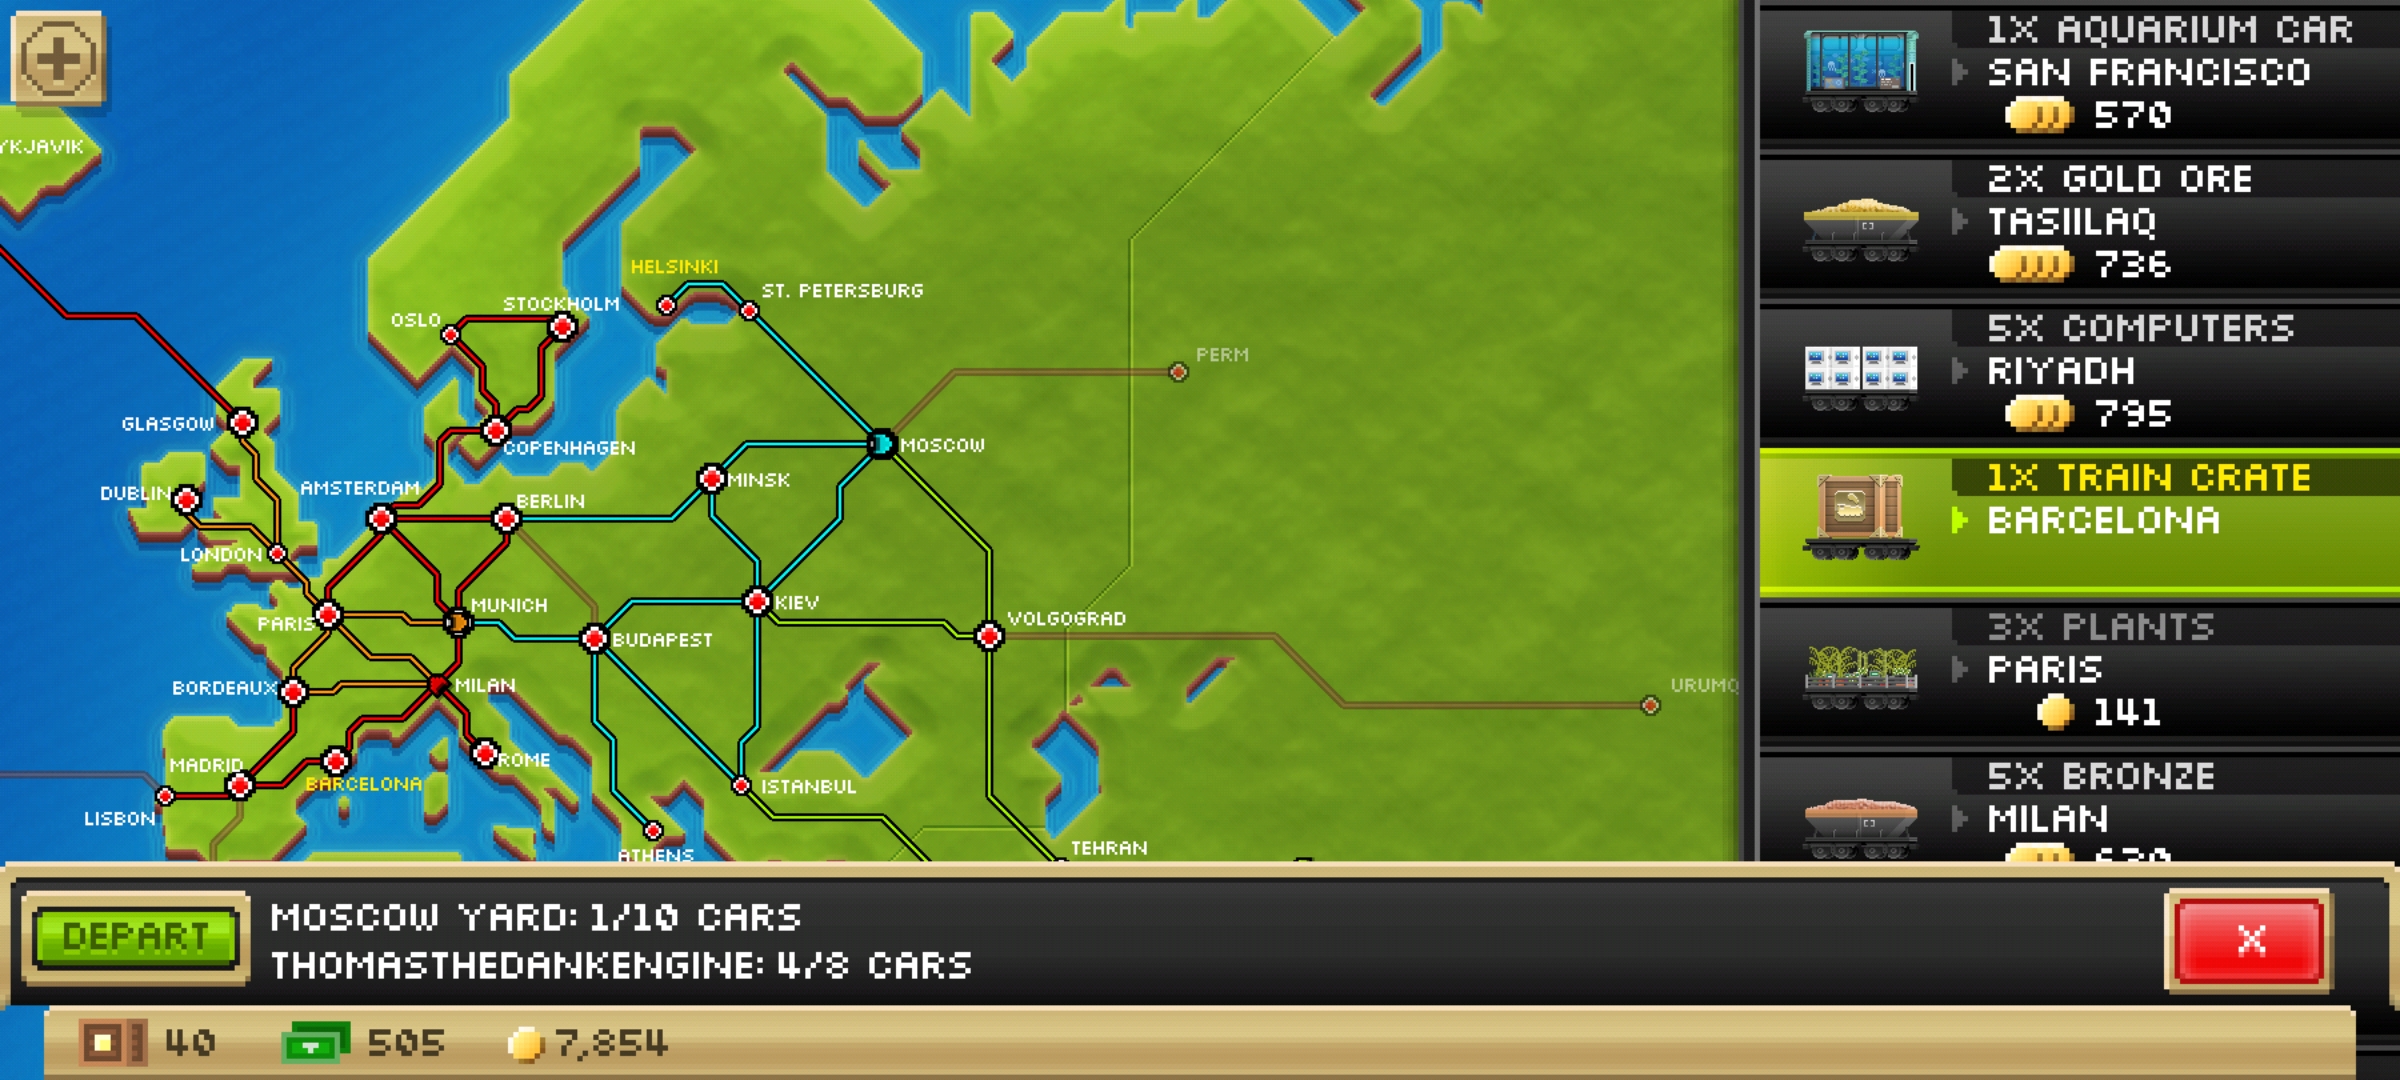 YKJAVIK
HELSINKI
ST. PETERSBURG
STOCKHOLM
OSLO
PERM
GLASGOW
COPENHAGEN
MOSCOW
MINSK
DUBLIN
AMSTERDAM
BERLIN
LONDON
MUNICH
KIEV
PARIS
BUDAPEST
VOLGOGRAD
BORDEAUX
MILAN
URUMQ
MADRID
ROME
BARCELONA
ISTANBUL
LISBON
ATHENS
TEHRAN
1X AQUARIUM CAR
SAN FRANCISCO
570
2X GOLD ORE
TASIILAQ
736
5X COMPUTERS
RIYADH
795
1X TRAIN CRATE
BARCELONA
3X PLANTS
PARIS
141
5X BRONZE
MILAN
DEPART
MOSCOW YARD: 1/10 CARS
THOMASTHEDANKENGINE: 4/8 CARS
X
40
505
7,854